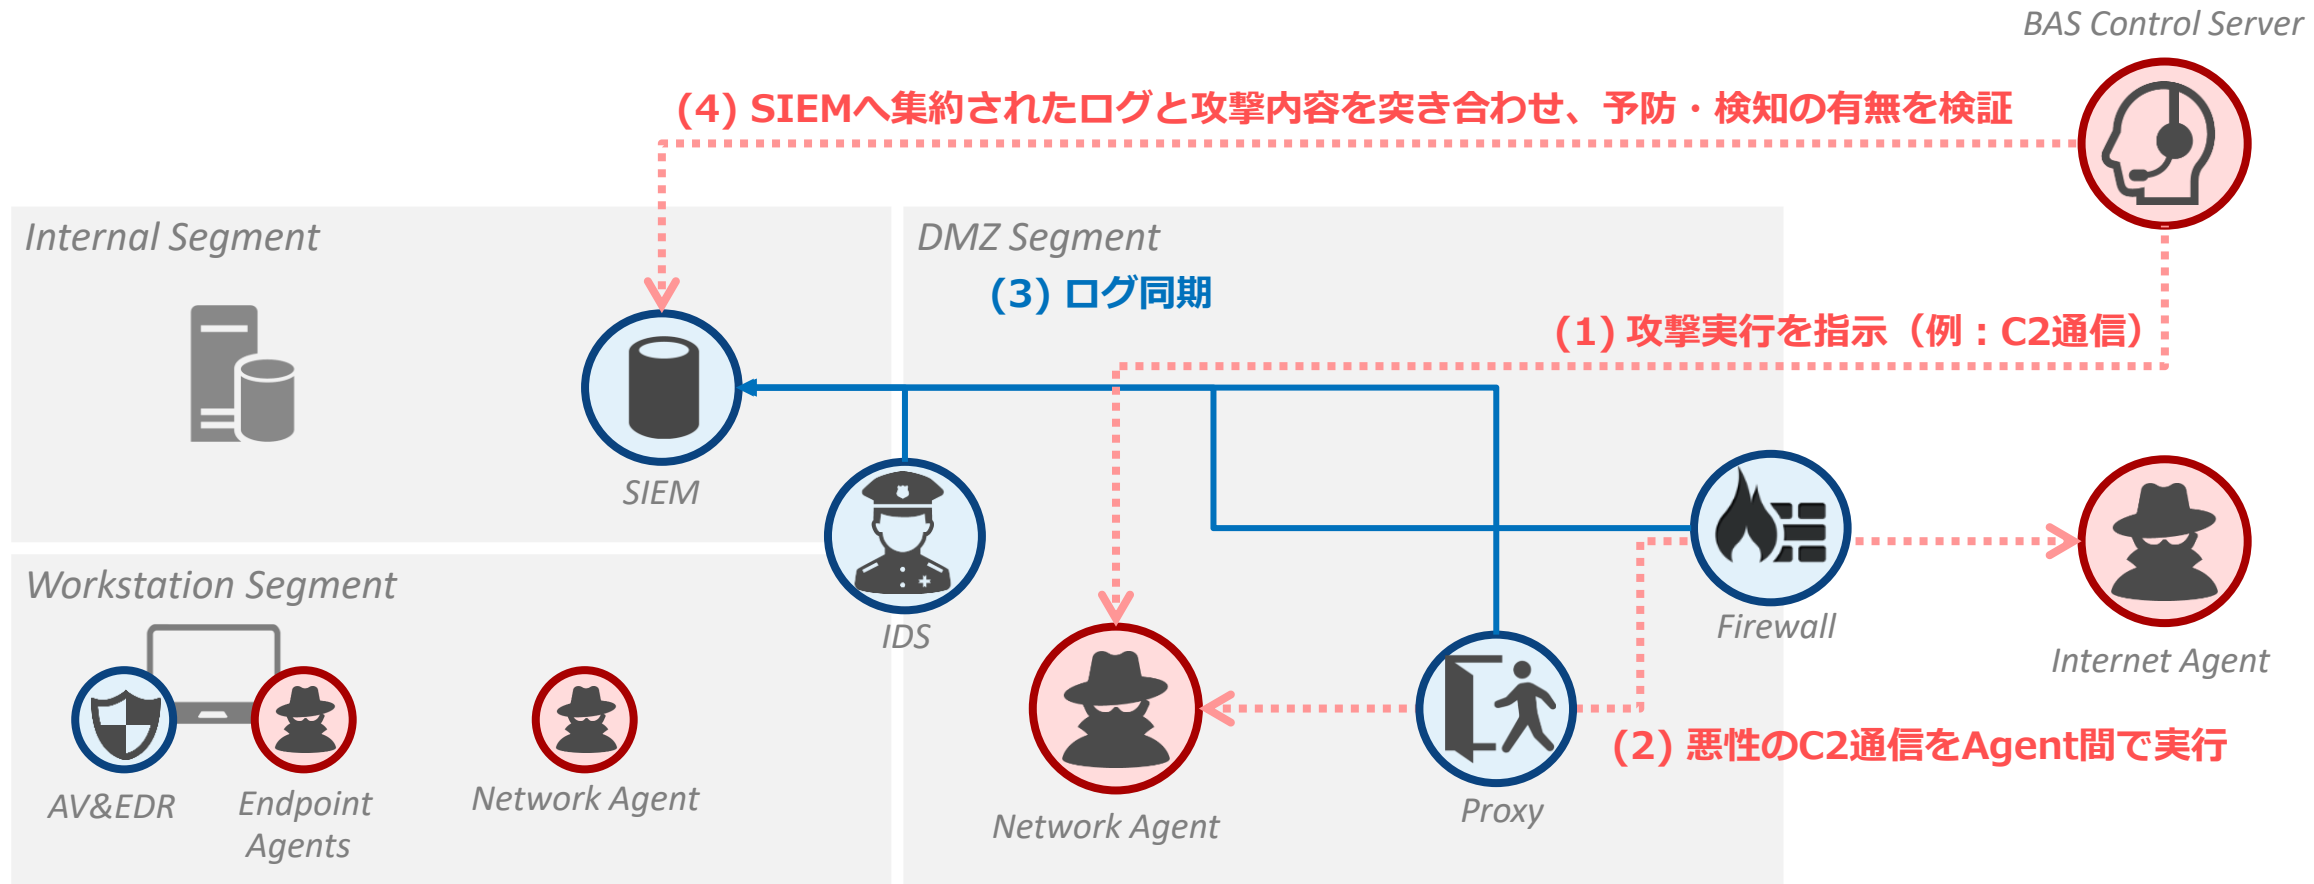 BAS Control Server
(4) SIEMへ集約されたログと攻撃内容を突き合わせ、予防・検知の有無を検証
Internal Segment
DMZ Segment
(3) ログ同期
(1) 攻撃実行を指示（例：C2通信）
SIEM
Workstation Segment
IDS
Firewall
Internet Agent
(2) 悪性のC2通信をAgent間で実行
AV&EDR
Endpoint
Agents
Network Agent
Network Agent
Proxy